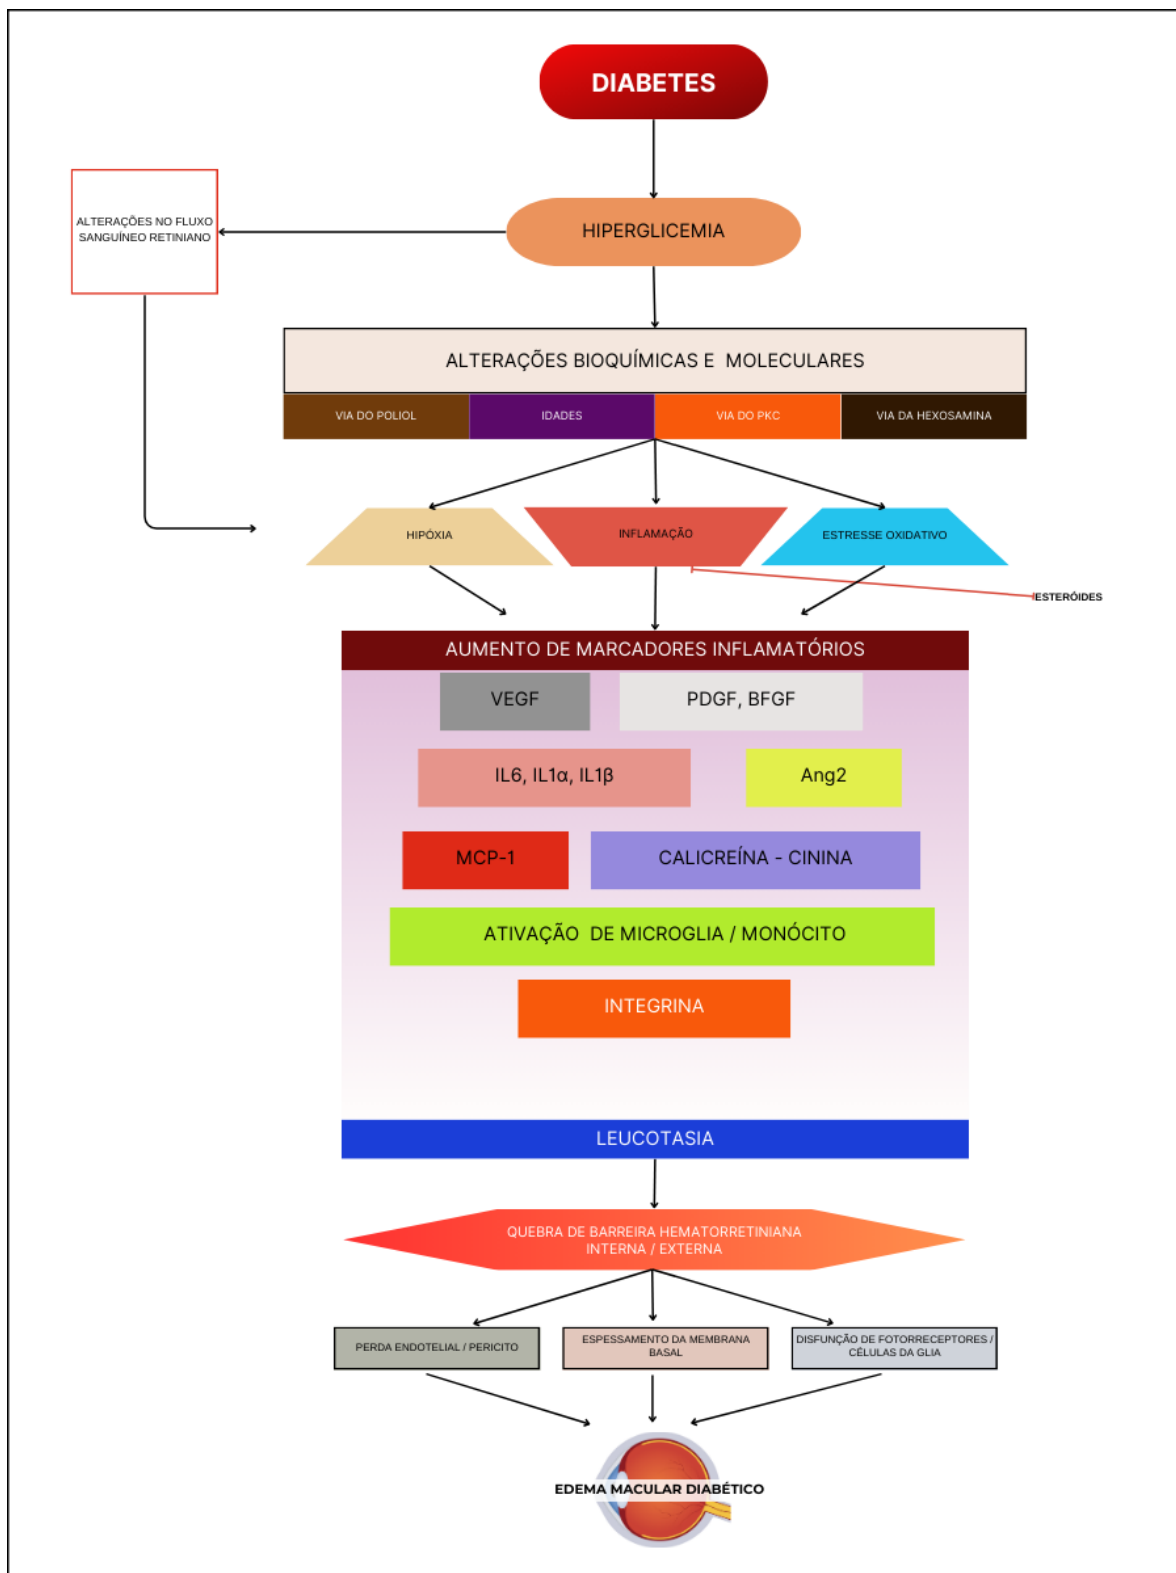 DIABETES
HIPERGLICEMIA
ALTERAÇÕES NO FLUXO
SANGUÍNEO RETINIANO
ALTERAÇÕES BIOQUÍMICAS E MOLECULARES
VIA DO POLIOL
IDADES
VIA DO PKC
VIA DA HEXOSAMINA
HIPÓXIA
INFLAMAÇÃO
ESTRESSE OXIDATIVO
ESTERÓIDES
AUMENTO DE MARCADORES INFLAMATÓRIOS
VEGF
PDGF, BFGF
IL6, IL1α, IL1β
Ang2
MCP-1
CALICREÍNA - CININA
ATIVAÇÃO DE MICROGLIA / MONÓCITO
INTEGRINA
LEUCOTASIA
QUEBRA DE BARREIRA HEMATORRETINIANA
INTERNA / EXTERNA
PERDA ENDOTELIAL / PERICITO
ESPESSAMENTO DA MEMBRANA
BASAL
DISFUNÇÃO DE FOTORRECEPTORES /
CÉLULAS DA GLIA
EDEMA MACULAR DIABÉTICO